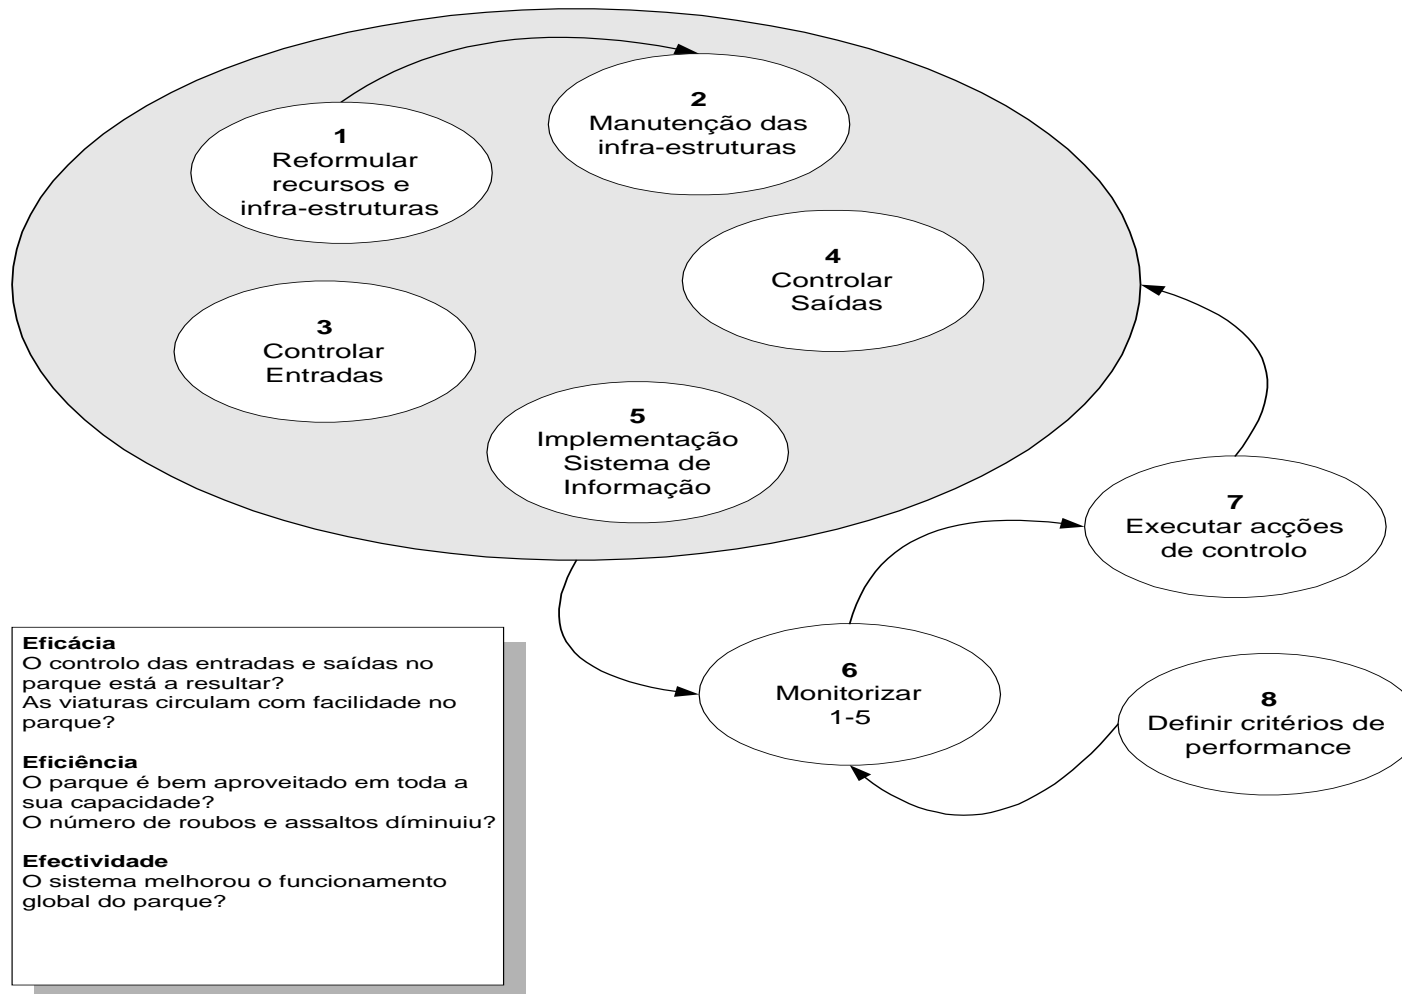 1
Reformular
recursos e
infra-estruturas
2
Manutenção das
infra-estruturas
3
Controlar
Entradas
4
Controlar
Saídas
5
Implementação
Sistema de
Informação
6
Monitorizar
1-5
7
Executar acções
de controlo
8
Definir critérios de
performance
Eficácia
O controlo das entradas e saídas no
parque está a resultar?
As viaturas circulam com facilidade no
parque?
Eficiência
O parque é bem aproveitado em toda a
sua capacidade?
O número de roubos e assaltos díminuiu?
Efectividade
O sistema melhorou o funcionamento
global do parque?